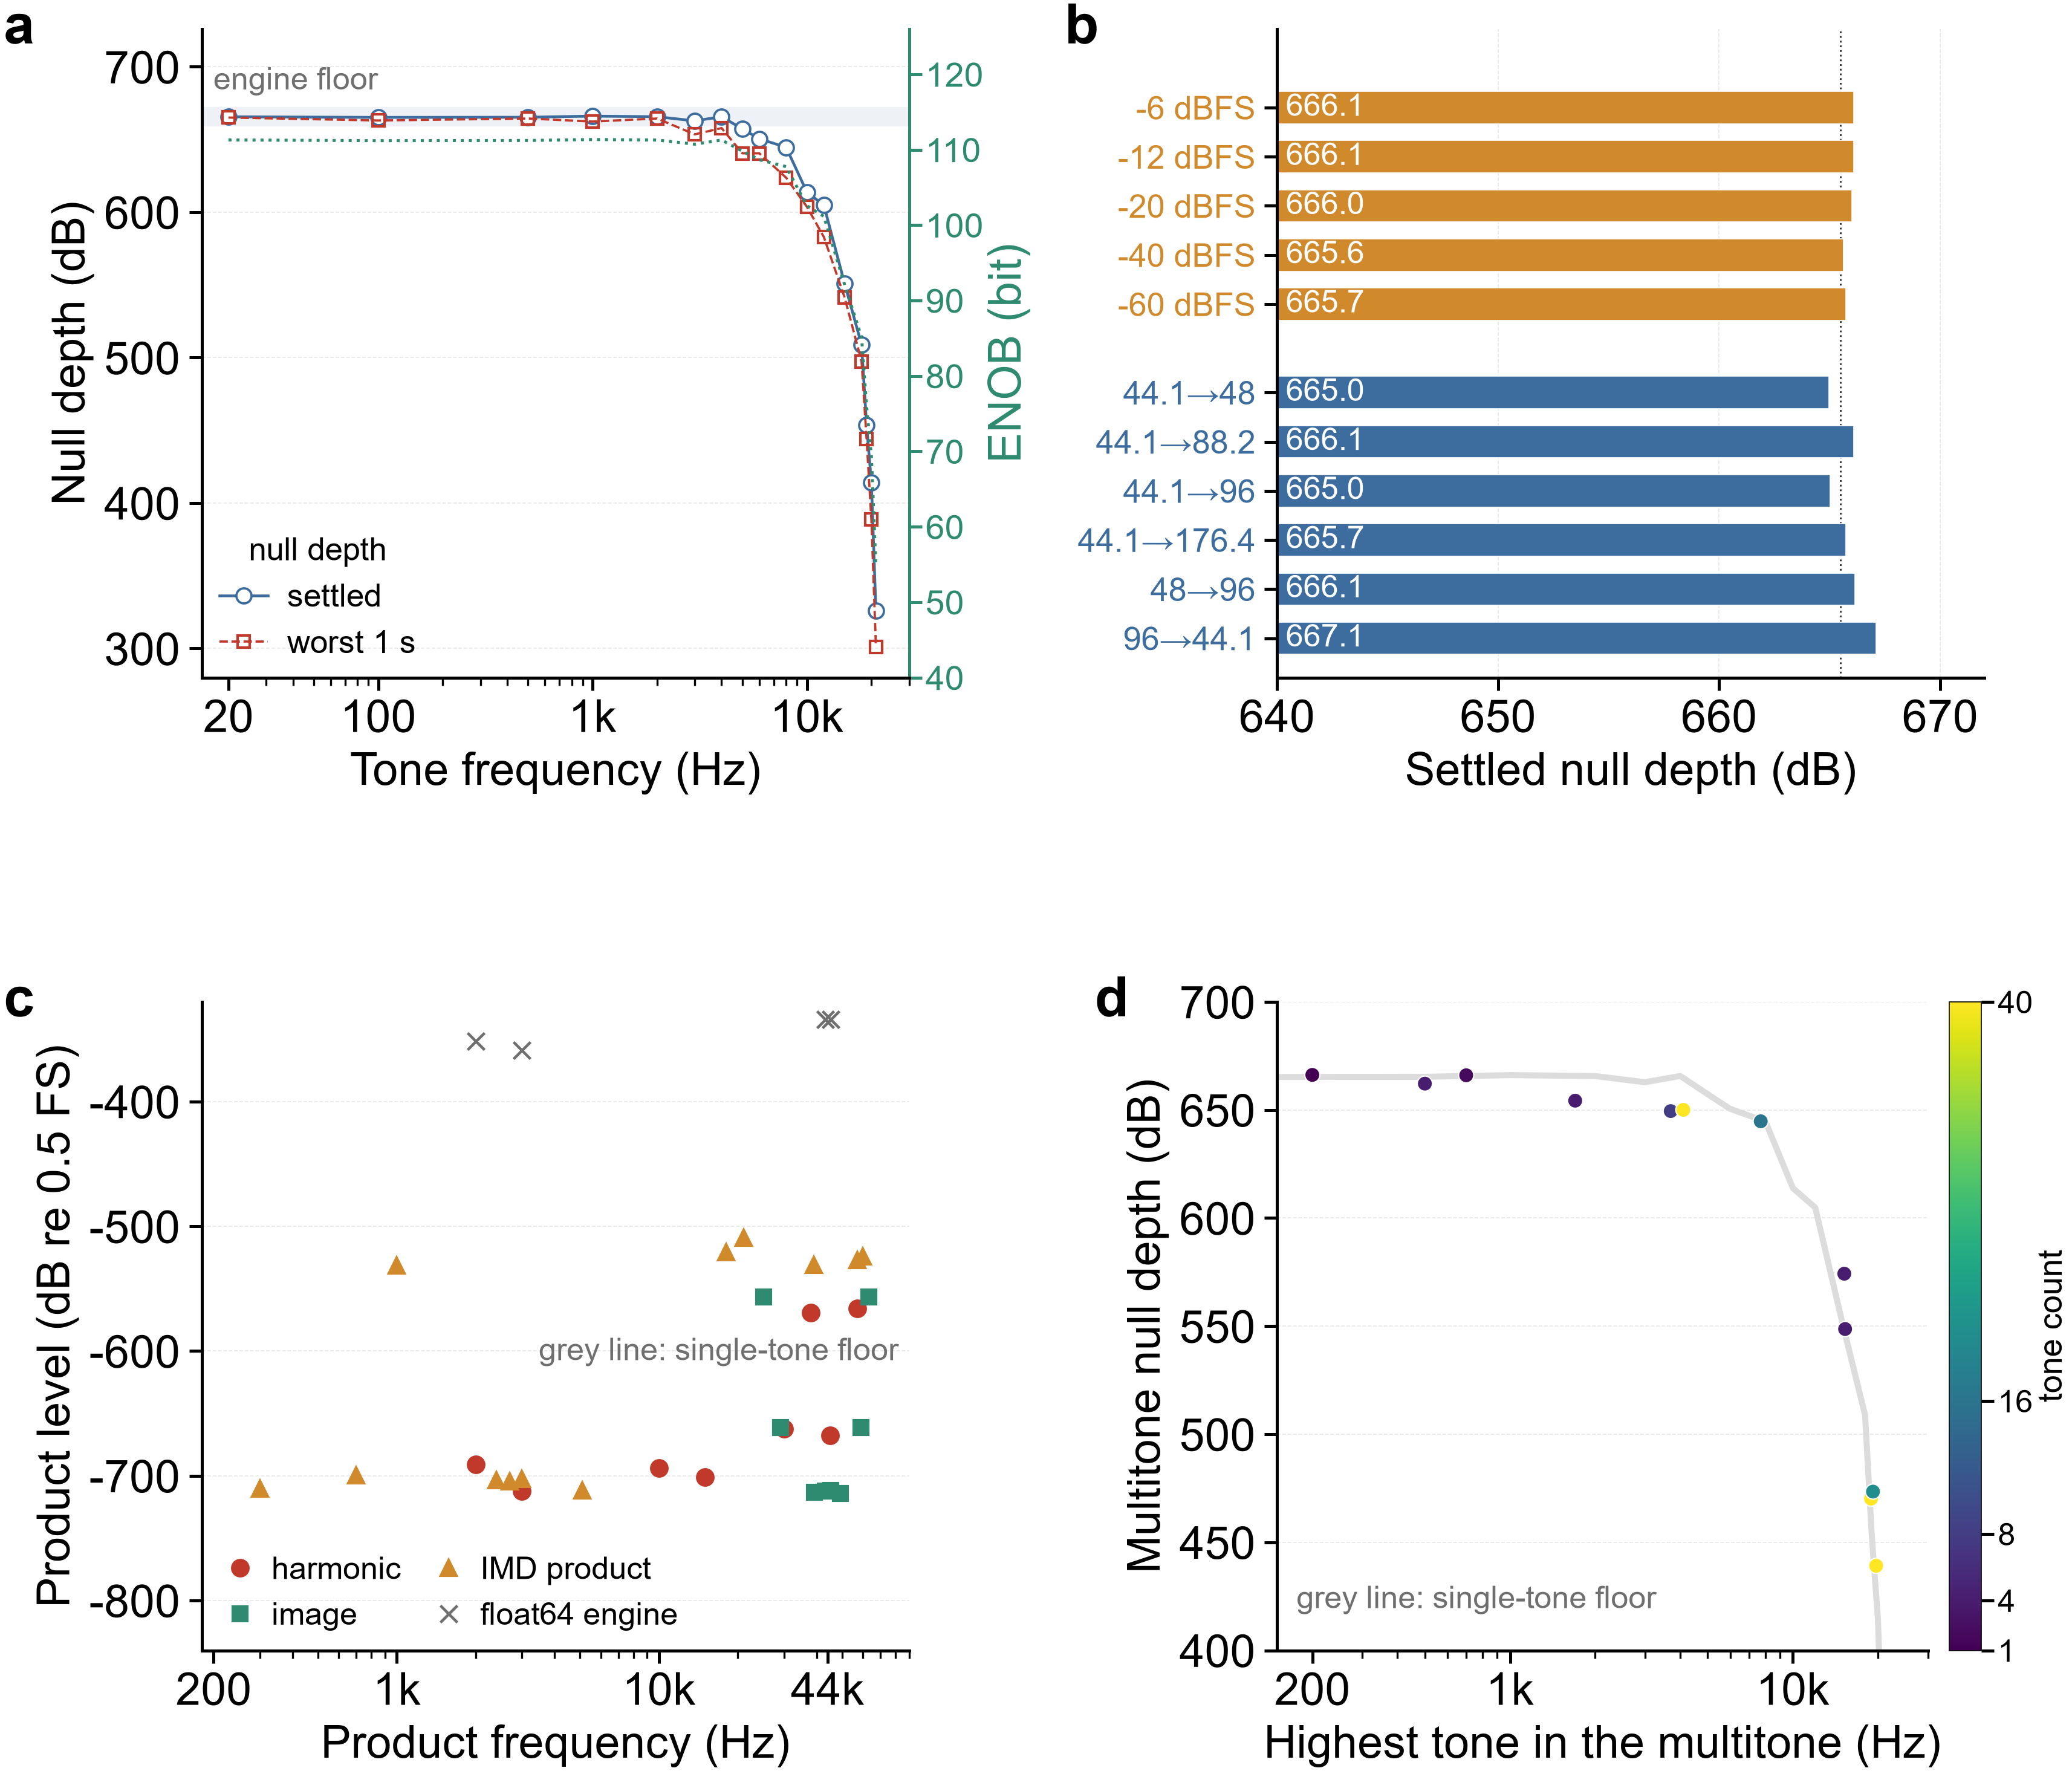 a
700
600
500
400
300
Null depth (dB)
engine floor
null depth
settled
worst 1 s
20
100
1k
10k
Tone frequency (Hz)
120
110
100
90
80
70
60
50
40
ENOB (bit)
b
-6 dBFS 666.1
-12 dBFS 666.1
-20 dBFS 666.0
-40 dBFS 665.6
-60 dBFS 665.7
44.1→48 665.0
44.1→88.2 666.1
44.1→96 665.0
44.1→176.4 665.7
48→96 666.1
96→44.1 667.1
640
650
660
670
Settled null depth (dB)
c
-400
-500
-600
-700
-800
Product level (dB re 0.5 FS)
grey line: single-tone floor
harmonic
image
IMD product
float64 engine
200
1k
10k
44k
Product frequency (Hz)
d
700
650
600
550
500
450
400
Multitone null depth (dB)
grey line: single-tone floor
200
1k
10k
Highest tone in the multitone (Hz)
40
16
8
4
1
tone count